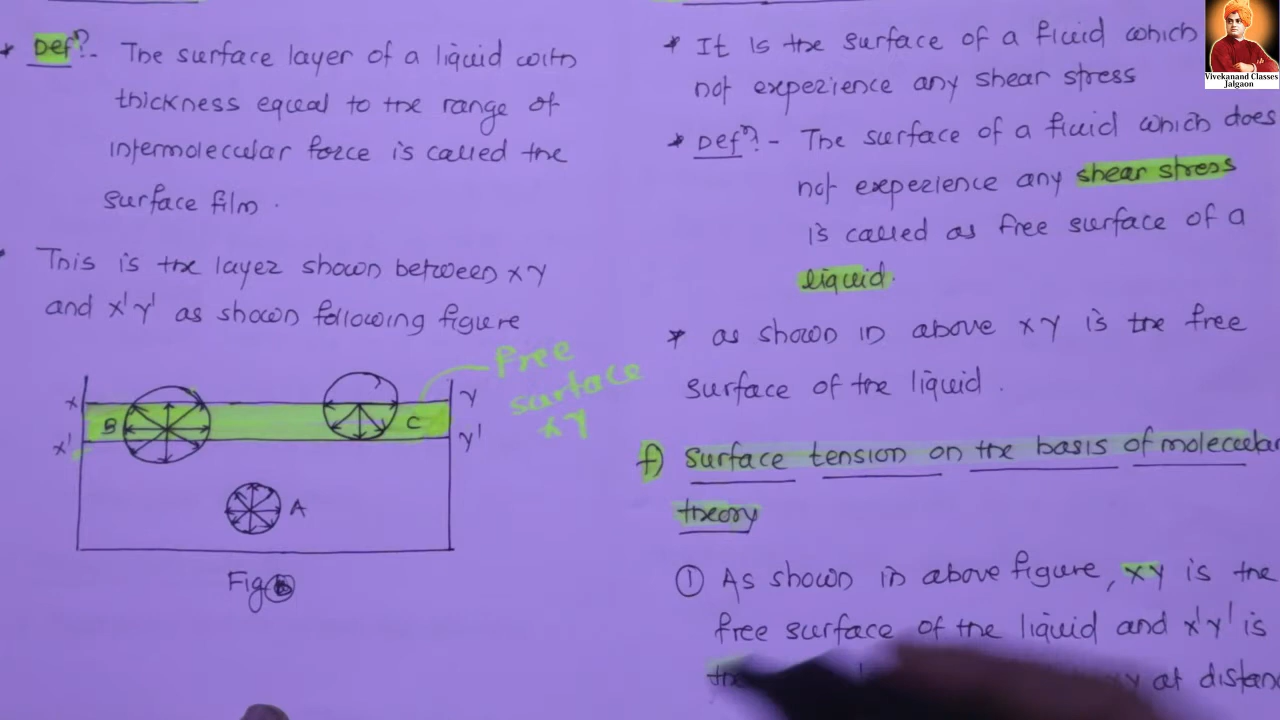 * Defⁿ:- The surface layer of a liquid with
thickness equal to the range of
intermolecular force is called the
surface film.
This is the layer shown between XY
and X'Y' as shown following figure
free
surface
XY
X
B
C
Y
X'
Y'
A
Fig
* It is the surface of a fluid which
not experience any shear stress
* Defⁿ:- The surface of a fluid which does
not experience any shear stress
is called as free surface of a
liquid.
* as shown in above XY is the free
surface of the liquid.
f) Surface tension on the basis of molecular
theory
① As shown in above figure, XY is the
free surface of the liquid and X'Y' is
at distan
Vivekanand Classes
Jalgaon